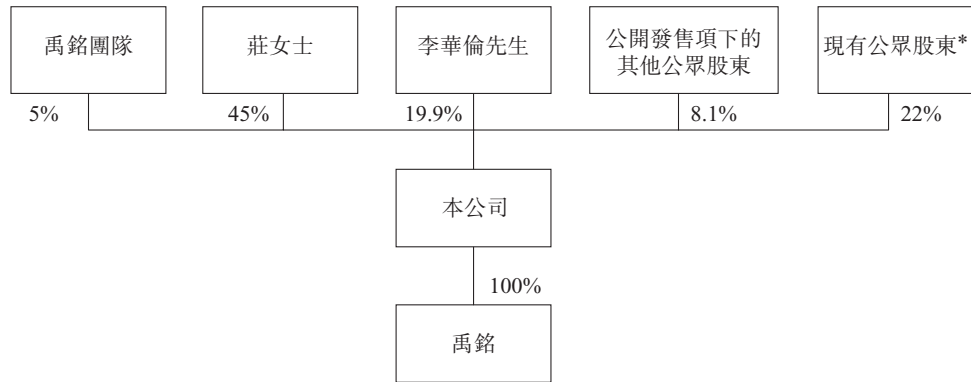 禹銘團隊
莊女士
李華倫先生
公開發售項下的
其他公眾股東
現有公眾股東*
5%
45%
19.9%
8.1%
22%
本公司
100%
禹銘